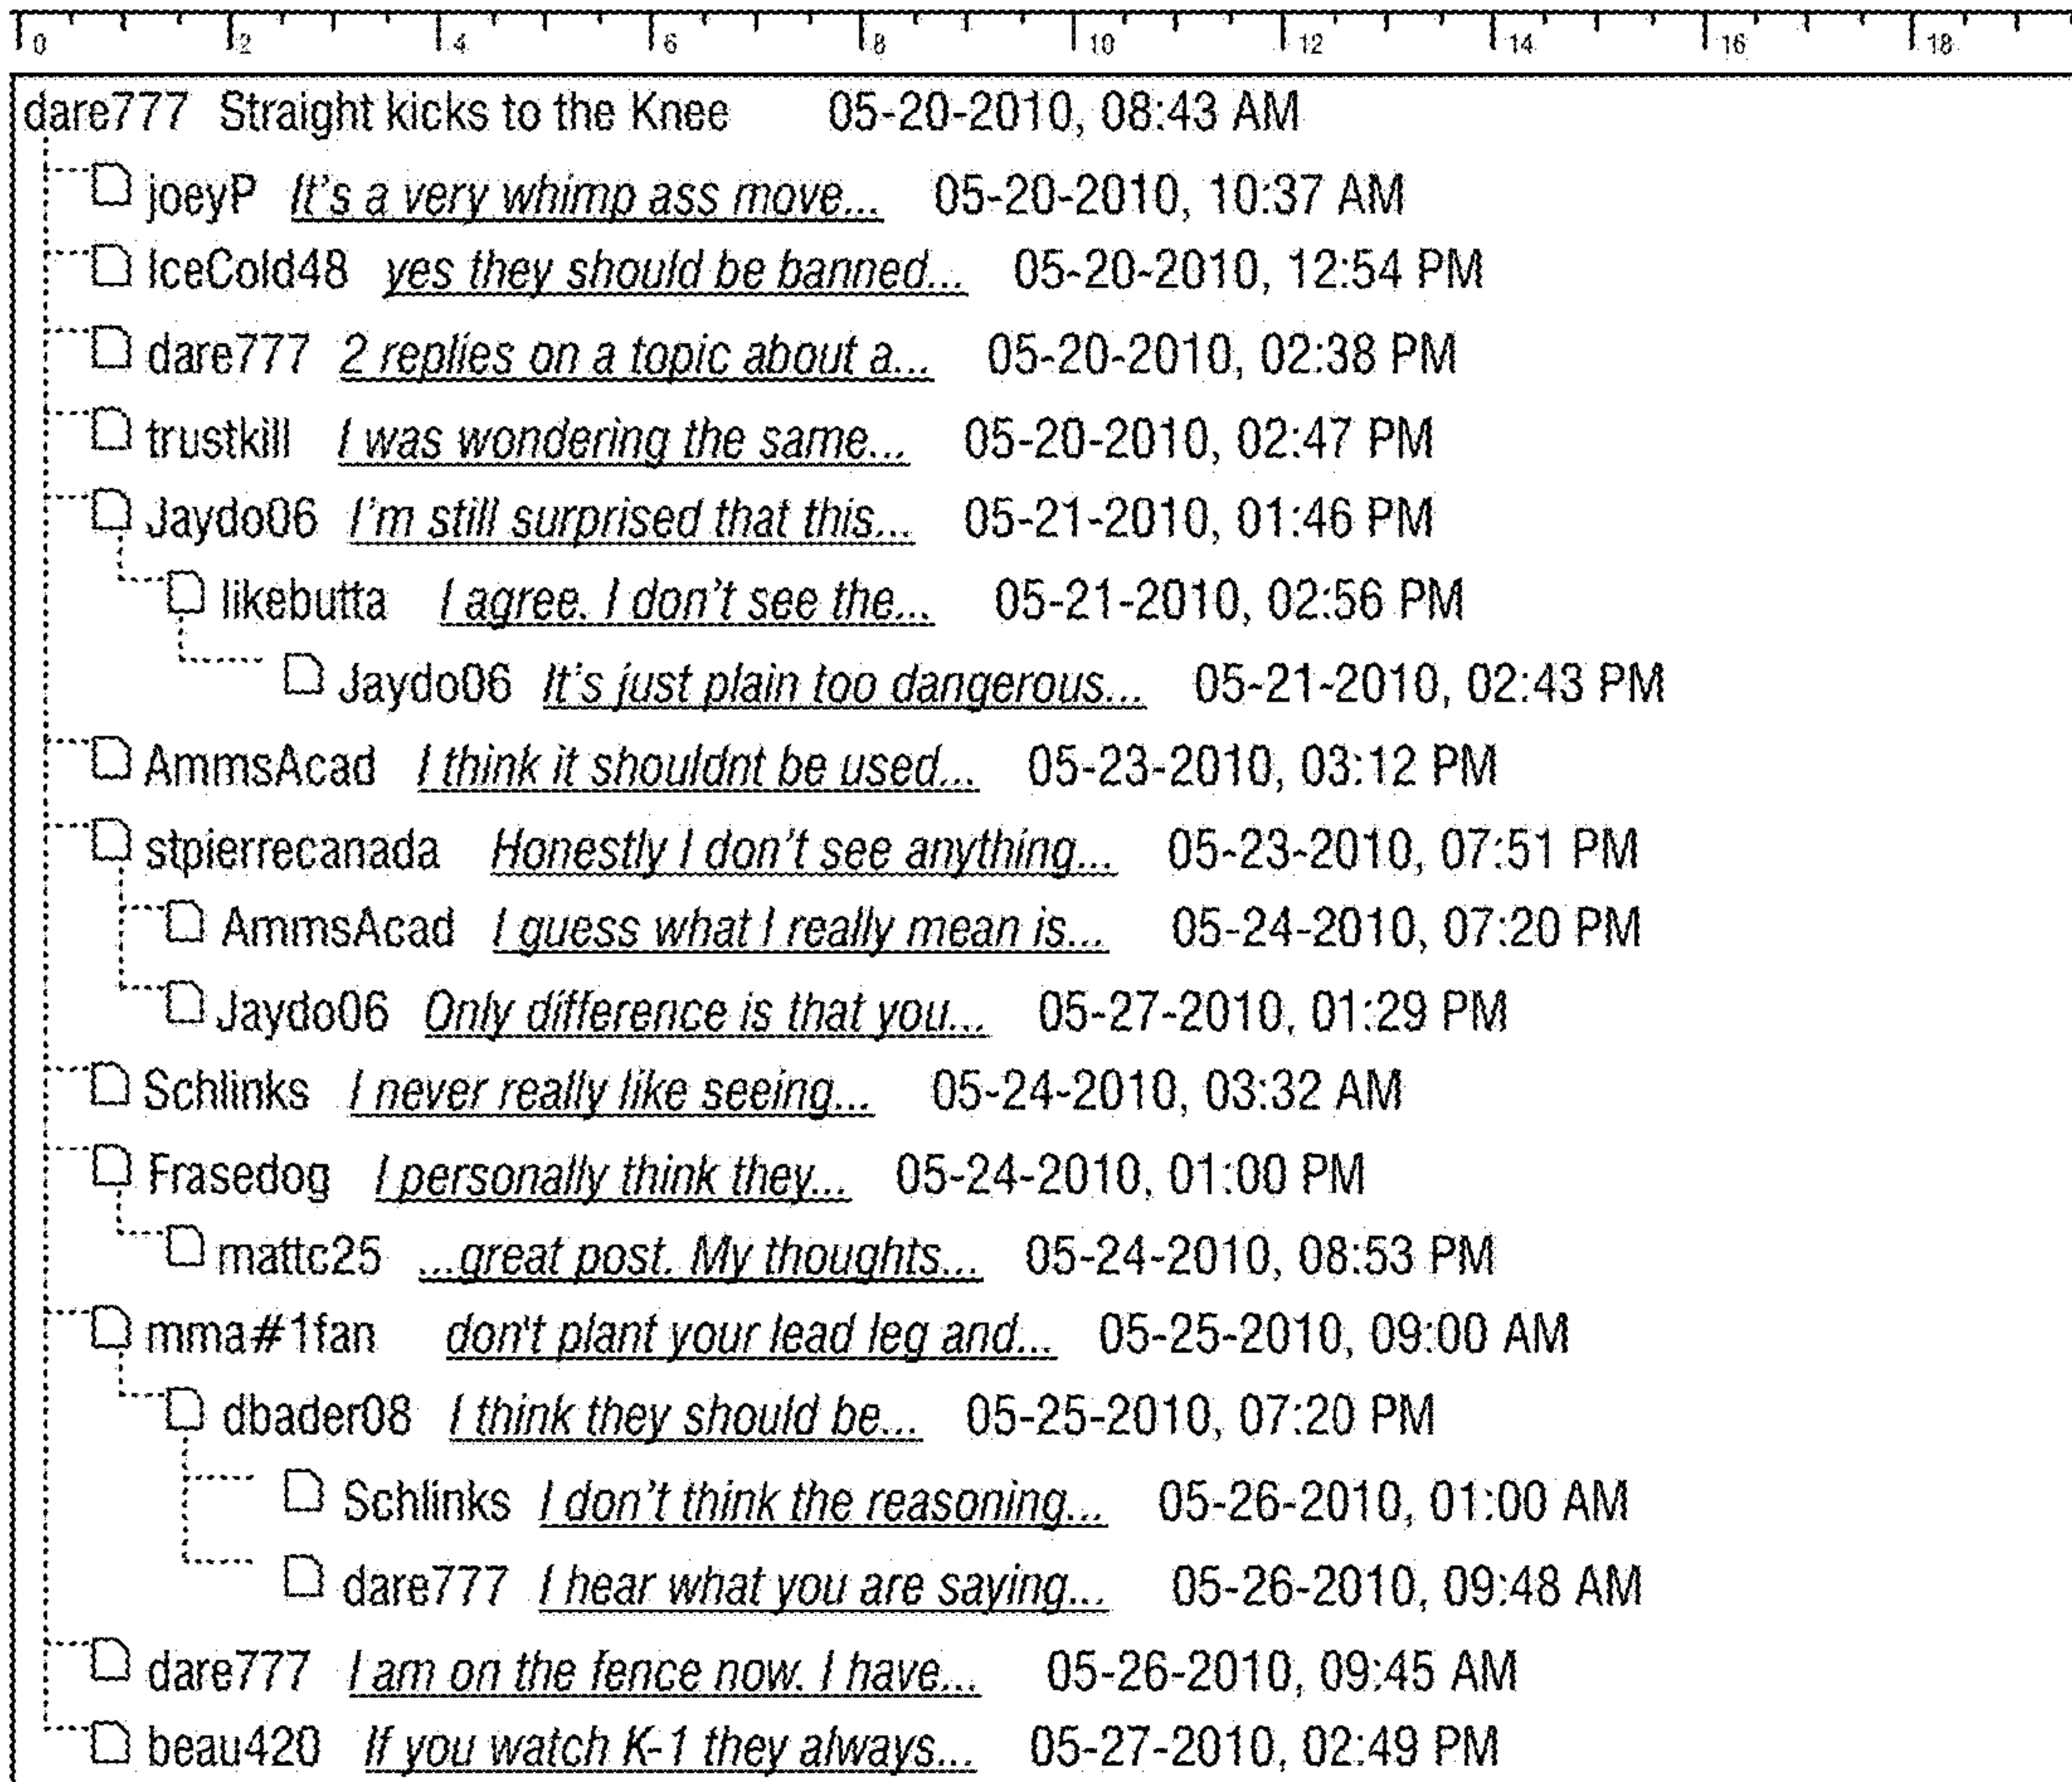 0 2 4 6 8 10 12 14 16 18
dare777 Straight kicks to the Knee 05-20-2010, 08:43 AM
joeyP It's a very whimp ass move... 05-20-2010, 10:37 AM
IceCold48 yes they should be banned... 05-20-2010, 12:54 PM
dare777 2 replies on a topic about a... 05-20-2010, 02:38 PM
trustkill I was wondering the same... 05-20-2010, 02:47 PM
Jaydo06 I'm still surprised that this... 05-21-2010, 01:46 PM
likebutta I agree. I don't see the... 05-21-2010, 02:56 PM
Jaydo06 It's just plain too dangerous... 05-21-2010, 02:43 PM
AmmsAcad I think it shouldnt be used... 05-23-2010, 03:12 PM
stpierrecanada Honestly I don't see anything... 05-23-2010, 07:51 PM
AmmsAcad I guess what I really mean is... 05-24-2010, 07:20 PM
Jaydo06 Only difference is that you... 05-27-2010, 01:29 PM
Schlinks I never really like seeing... 05-24-2010, 03:32 AM
Frasedog I personally think they... 05-24-2010, 01:00 PM
mattc25 ...great post. My thoughts... 05-24-2010, 08:53 PM
mma#1fan don't plant your lead leg and... 05-25-2010, 09:00 AM
dbader08 I think they should be... 05-25-2010, 07:20 PM
Schlinks I don't think the reasoning... 05-26-2010, 01:00 AM
dare777 I hear what you are saying... 05-26-2010, 09:48 AM
dare777 I am on the fence now. I have... 05-26-2010, 09:45 AM
beau420 If you watch K-1 they always... 05-27-2010, 02:49 PM